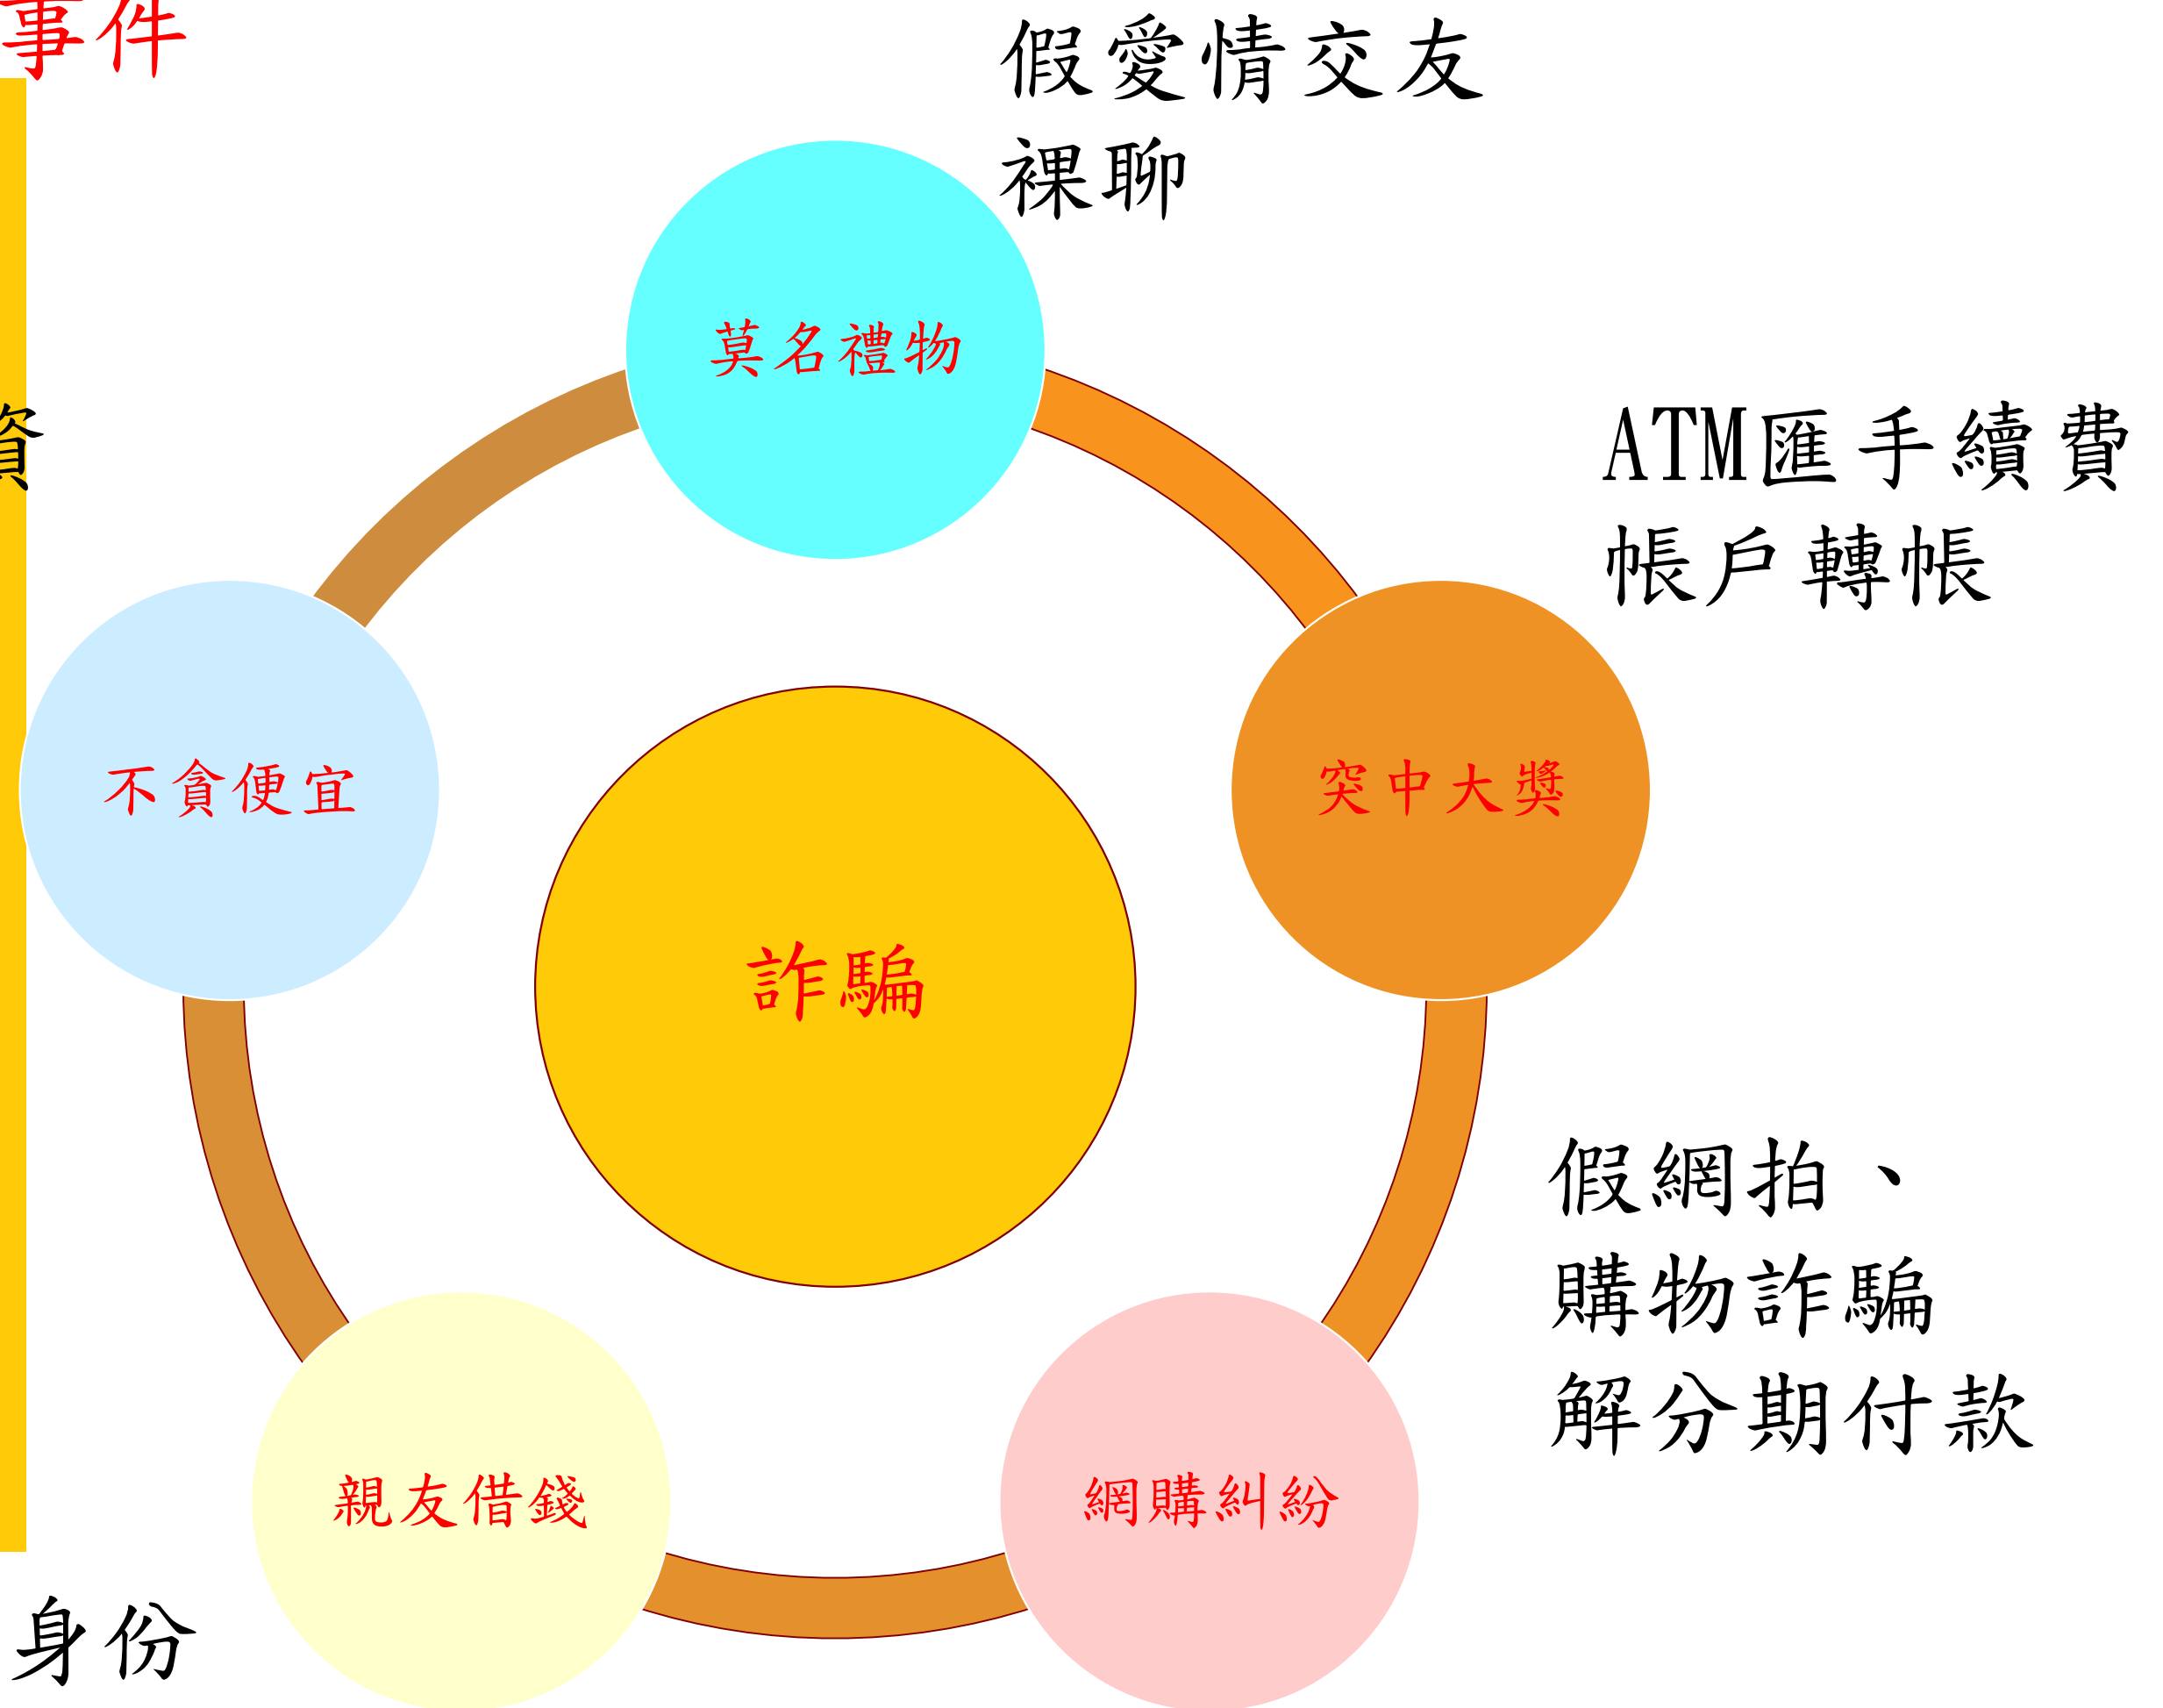 事件
假愛情交友
裸聊
莫名禮物
ATM匯手續費
帳戶轉帳
不貪便宜
突中大獎
詐騙
假網拍、
購物詐騙
解分期付款
親友借錢
網購糾紛
身份